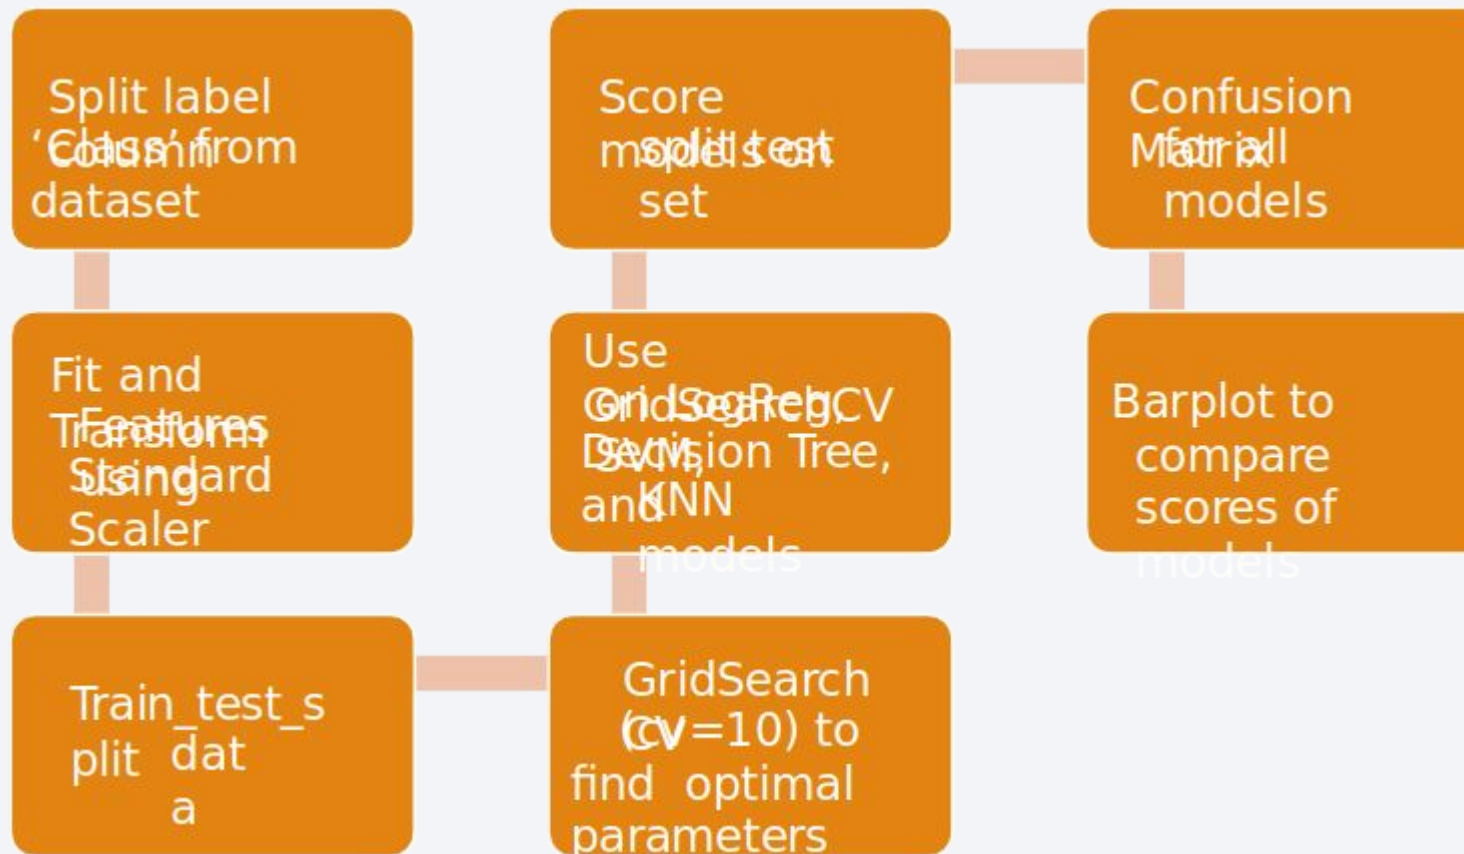 Split label
‘Class’ column from
dataset
Fit and
Transform
Features
using
Standard
Scaler
Train_test_s
plit
dat
a
GridSearch
CV
(cv=10) to
find optimal
parameters
Use
GridSearchCV
on LogReg,
SVM,
Decision Tree,
and
KNN
models
Score
models on
split test
set
Confusion
Matrix
for all
models
Barplot to
compare
scores of
models